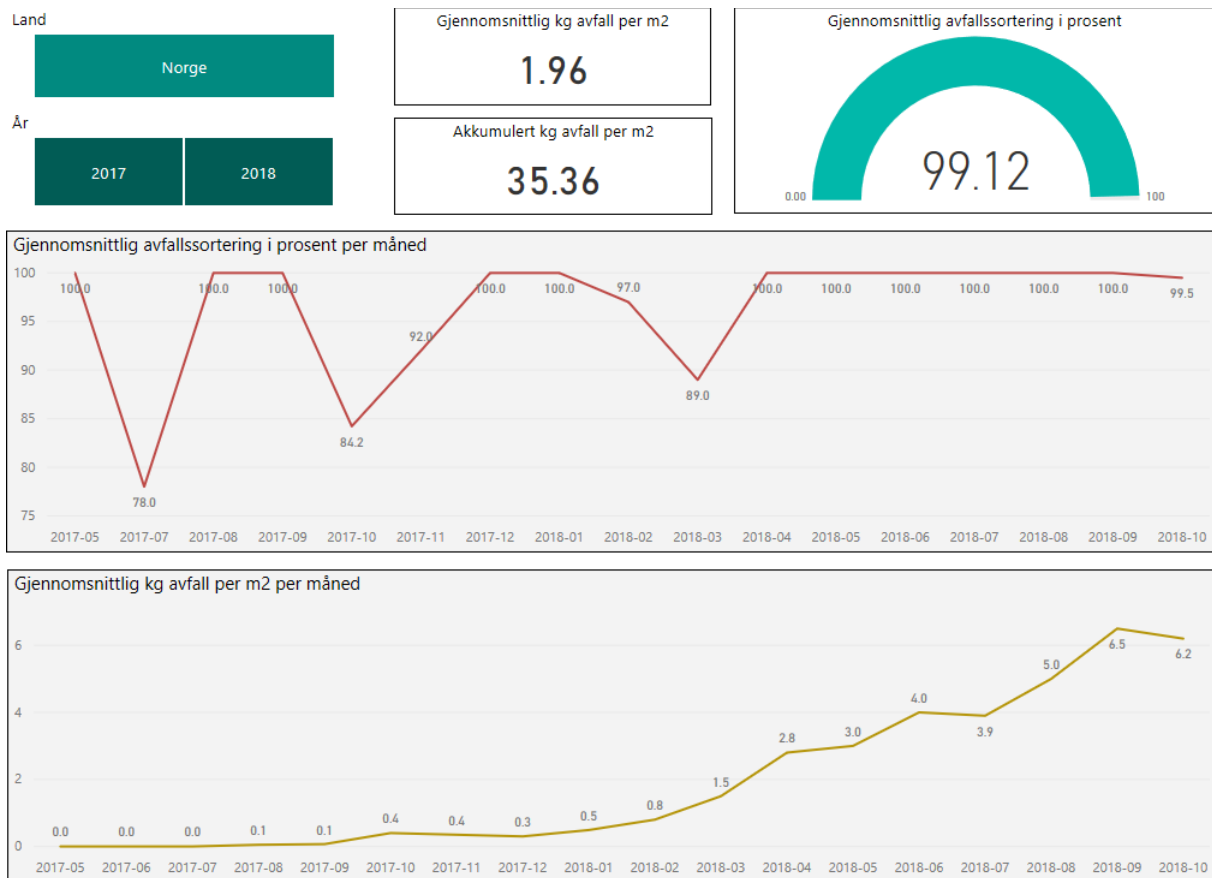 Land
Norge
År
2017 2018
Gjennomsnittlig kg avfall per m2
1.96
Akkumulert kg avfall per m2
35.36
Gjennomsnittlig avfallssortering i prosent
99.12
0.00 100
Gjennomsnittlig avfallssortering i prosent per måned
100
95
90
85
80
75
100.0 78.0 100.0 100.0 84.2 92.0 100.0 100.0 97.0 89.0 100.0 100.0 100.0 100.0 100.0 100.0 99.5
2017-05 2017-07 2017-08 2017-09 2017-10 2017-11 2017-12 2018-01 2018-02 2018-03 2018-04 2018-05 2018-06 2018-07 2018-08 2018-09 2018-10
Gjennomsnittlig kg avfall per m2 per måned
6
4
2
0
0.0 0.0 0.0 0.1 0.1 0.4 0.4 0.3 0.5 0.8 1.5 2.8 3.0 4.0 3.9 5.0 6.5 6.2
2017-05 2017-06 2017-07 2017-08 2017-09 2017-10 2017-11 2017-12 2018-01 2018-02 2018-03 2018-04 2018-05 2018-06 2018-07 2018-08 2018-09 2018-10